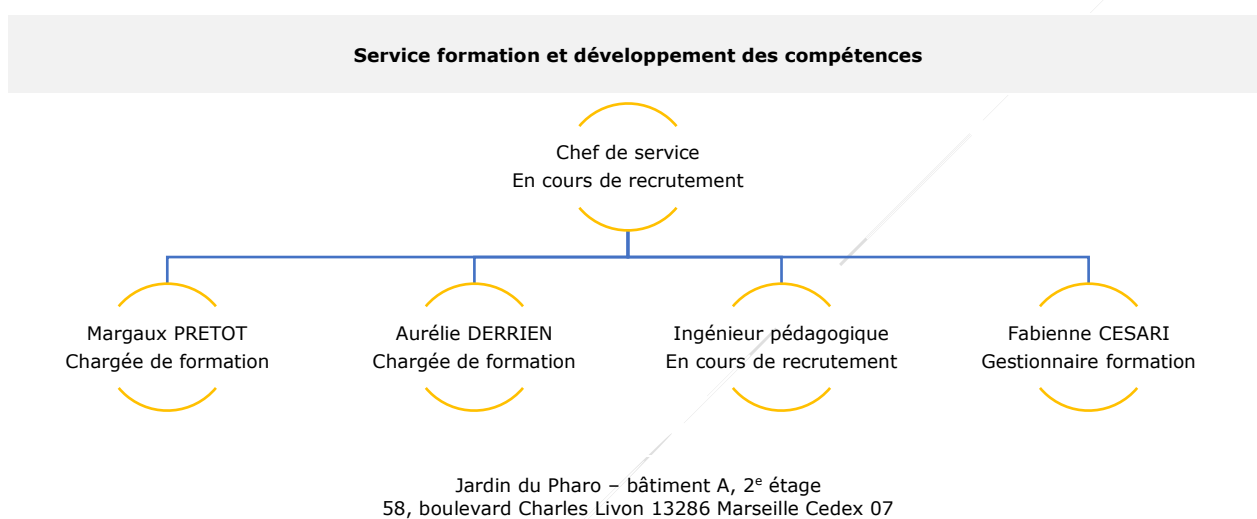 Service formation et développement des compétences
Chef de service
En cours de recrutement
Margaux PRETOT
Chargée de formation
Aurélie DERRIEN
Chargée de formation
Ingénieur pédagogique
En cours de recrutement
Fabienne CESARI
Gestionnaire formation
Jardin du Pharo – bâtiment A, 2e étage
58, boulevard Charles Livon 13286 Marseille Cedex 07